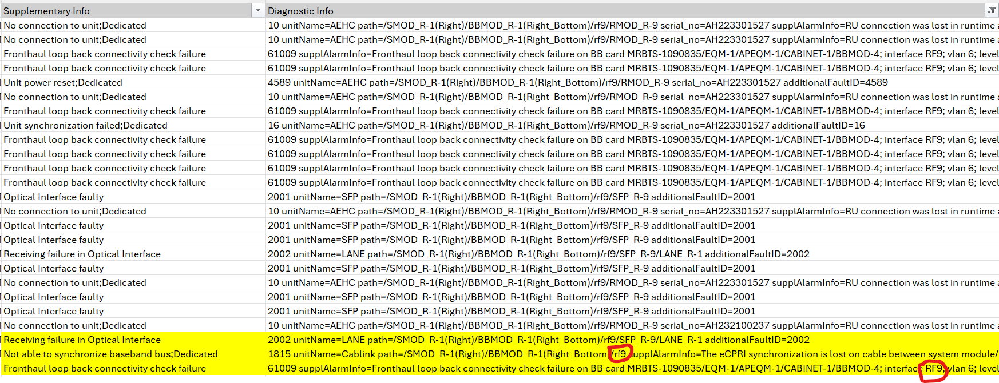 Supplementary Info Diagnostic Info
No connection to unit;Dedicated 10 unitName=AEHC path=/SMOD_R-1(Right)/BBMOD_R-1(Right_Bottom)/rf9/RMOD_R-9 serial_no=AH223301527 supplAlarmInfo=RU connection was lost in runtime
No connection to unit;Dedicated 10 unitName=AEHC path=/SMOD_R-1(Right)/BBMOD_R-1(Right_Bottom)/rf9/RMOD_R-9 serial_no=AH223301527 supplAlarmInfo=RU connection was lost in runtime
Fronthaul loop back connectivity check failure 61009 supplAlarmInfo=Fronthaul loop back connectivity check failure on BB card MRBTS-1090835/EQM-1/APEQM-1/CABINET-1/BBMOD-4; interface RF9; vlan 6; level
Fronthaul loop back connectivity check failure 61009 supplAlarmInfo=Fronthaul loop back connectivity check failure on BB card MRBTS-1090835/EQM-1/APEQM-1/CABINET-1/BBMOD-4; interface RF9; vlan 6; level
Unit power reset;Dedicated 4589 unitName=AEHC path=/SMOD_R-1(Right)/BBMOD_R-1(Right_Bottom)/rf9/RMOD_R-9 serial_no=AH223301527 additionalFaultID=4589
No connection to unit;Dedicated 10 unitName=AEHC path=/SMOD_R-1(Right)/BBMOD_R-1(Right_Bottom)/rf9/RMOD_R-9 serial_no=AH223301527 supplAlarmInfo=RU connection was lost in runtime
Fronthaul loop back connectivity check failure 61009 supplAlarmInfo=Fronthaul loop back connectivity check failure on BB card MRBTS-1090835/EQM-1/APEQM-1/CABINET-1/BBMOD-4; interface RF9; vlan 6; level
Unit synchronization failed;Dedicated 16 unitName=AEHC path=/SMOD_R-1(Right)/BBMOD_R-1(Right_Bottom)/rf9/RMOD_R-9 serial_no=AH223301527 additionalFaultID=16
Fronthaul loop back connectivity check failure 61009 supplAlarmInfo=Fronthaul loop back connectivity check failure on BB card MRBTS-1090835/EQM-1/APEQM-1/CABINET-1/BBMOD-4; interface RF9; vlan 6; level
Fronthaul loop back connectivity check failure 61009 supplAlarmInfo=Fronthaul loop back connectivity check failure on BB card MRBTS-1090835/EQM-1/APEQM-1/CABINET-1/BBMOD-4; interface RF9; vlan 6; level
Fronthaul loop back connectivity check failure 61009 supplAlarmInfo=Fronthaul loop back connectivity check failure on BB card MRBTS-1090835/EQM-1/APEQM-1/CABINET-1/BBMOD-4; interface RF9; vlan 6; level
Fronthaul loop back connectivity check failure 61009 supplAlarmInfo=Fronthaul loop back connectivity check failure on BB card MRBTS-1090835/EQM-1/APEQM-1/CABINET-1/BBMOD-4; interface RF9; vlan 6; level
Optical Interface faulty 2001 unitName=SFP path=/SMOD_R-1(Right)/BBMOD_R-1(Right_Bottom)/rf9/SFP_R-9 additionalFaultID=2001
No connection to unit;Dedicated 10 unitName=AEHC path=/SMOD_R-1(Right)/BBMOD_R-1(Right_Bottom)/rf9/RMOD_R-9 serial_no=AH223301527 supplAlarmInfo=RU connection was lost in runtime
Optical Interface faulty 2001 unitName=SFP path=/SMOD_R-1(Right)/BBMOD_R-1(Right_Bottom)/rf9/SFP_R-9 additionalFaultID=2001
Optical Interface faulty 2001 unitName=SFP path=/SMOD_R-1(Right)/BBMOD_R-1(Right_Bottom)/rf9/SFP_R-9 additionalFaultID=2001
Receiving failure in Optical Interface 2002 unitName=LANE path=/SMOD_R-1(Right)/BBMOD_R-1(Right_Bottom)/rf9/SFP_R-9/LANE_R-1 additionalFaultID=2002
Optical Interface faulty 2001 unitName=SFP path=/SMOD_R-1(Right)/BBMOD_R-1(Right_Bottom)/rf9/SFP_R-9 additionalFaultID=2001
No connection to unit;Dedicated 10 unitName=AEHC path=/SMOD_R-1(Right)/BBMOD_R-1(Right_Bottom)/rf9/RMOD_R-9 serial_no=AH223301527 supplAlarmInfo=RU connection was lost in runtime
Optical Interface faulty 2001 unitName=SFP path=/SMOD_R-1(Right)/BBMOD_R-1(Right_Bottom)/rf9/SFP_R-9 additionalFaultID=2001
Optical Interface faulty 2001 unitName=SFP path=/SMOD_R-1(Right)/BBMOD_R-1(Right_Bottom)/rf9/SFP_R-9 additionalFaultID=2001
No connection to unit;Dedicated 10 unitName=AEHC path=/SMOD_R-1(Right)/BBMOD_R-1(Right_Bottom)/rf9/RMOD_R-9 serial_no=AH232100237 supplAlarmInfo=RU connection was lost in runtime
Receiving failure in Optical Interface 2002 unitName=LANE path=/SMOD_R-1(Right)/BBMOD_R-1(Right_Bottom)/rf9/SFP_R-9/LANE_R-1 additionalFaultID=2002
Not able to synchronize baseband bus;Dedicated 1815 unitName=Cablink path=/SMOD_R-1(Right)/BBMOD_R-1(Right_Bottom)/rf9 supplAlarmInfo=The eCPRI synchronization is lost on cable between system module/
Fronthaul loop back connectivity check failure 61009 supplAlarmInfo=Fronthaul loop back connectivity check failure on BB card MRBTS-1090835/EQM-1/APEQM-1/CABINET-1/BBMOD-4; interface RF9; vlan 6; level